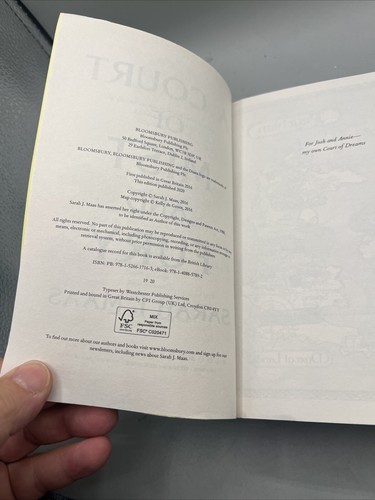 BLOOMSBURY PUBLISHING
Bloomsbury Publishing Plc
50 Bedford Square, London, WC1B 3DP, UK
29 Earlsfort Terrace, Dublin 2, Ireland
BLOOMSBURY, BLOOMSBURY PUBLISHING and the Diana logo are trademarks of
Bloomsbury Publishing Plc
First published in Great Britain 2016
This edition published 2020
Copyright © Sarah J. Maas, 2016
Map copyright © Kelly de Groot, 2016
Sarah J. Maas has asserted her right under the Copyright, Designs and Patents Act, 1988,
to be identified as Author of this work
All rights reserved. No part of this publication may be reproduced or transmitted in any form or by any
means, electronic or mechanical, including photocopying, recording, or any information storage or
retrieval system, without prior permission in writing from the publishers
A catalogue record for this book is available from the British Library
ISBN: PB: 978-1-5266-1716-3; eBook: 978-1-4088-5789-2
19 20
Typeset by Westchester Publishing Services
Printed and bound in Great Britain by CPI Group (UK) Ltd, Croydon CR0 4YY
FSC
MIX
Paper from
responsible sources
FSC® C020471
To find out more about our authors and books visit www.bloomsbury.com and sign up for our
newsletters, including news about Sarah J. Maas
For Josh and Annie—
my own Court of Dreams